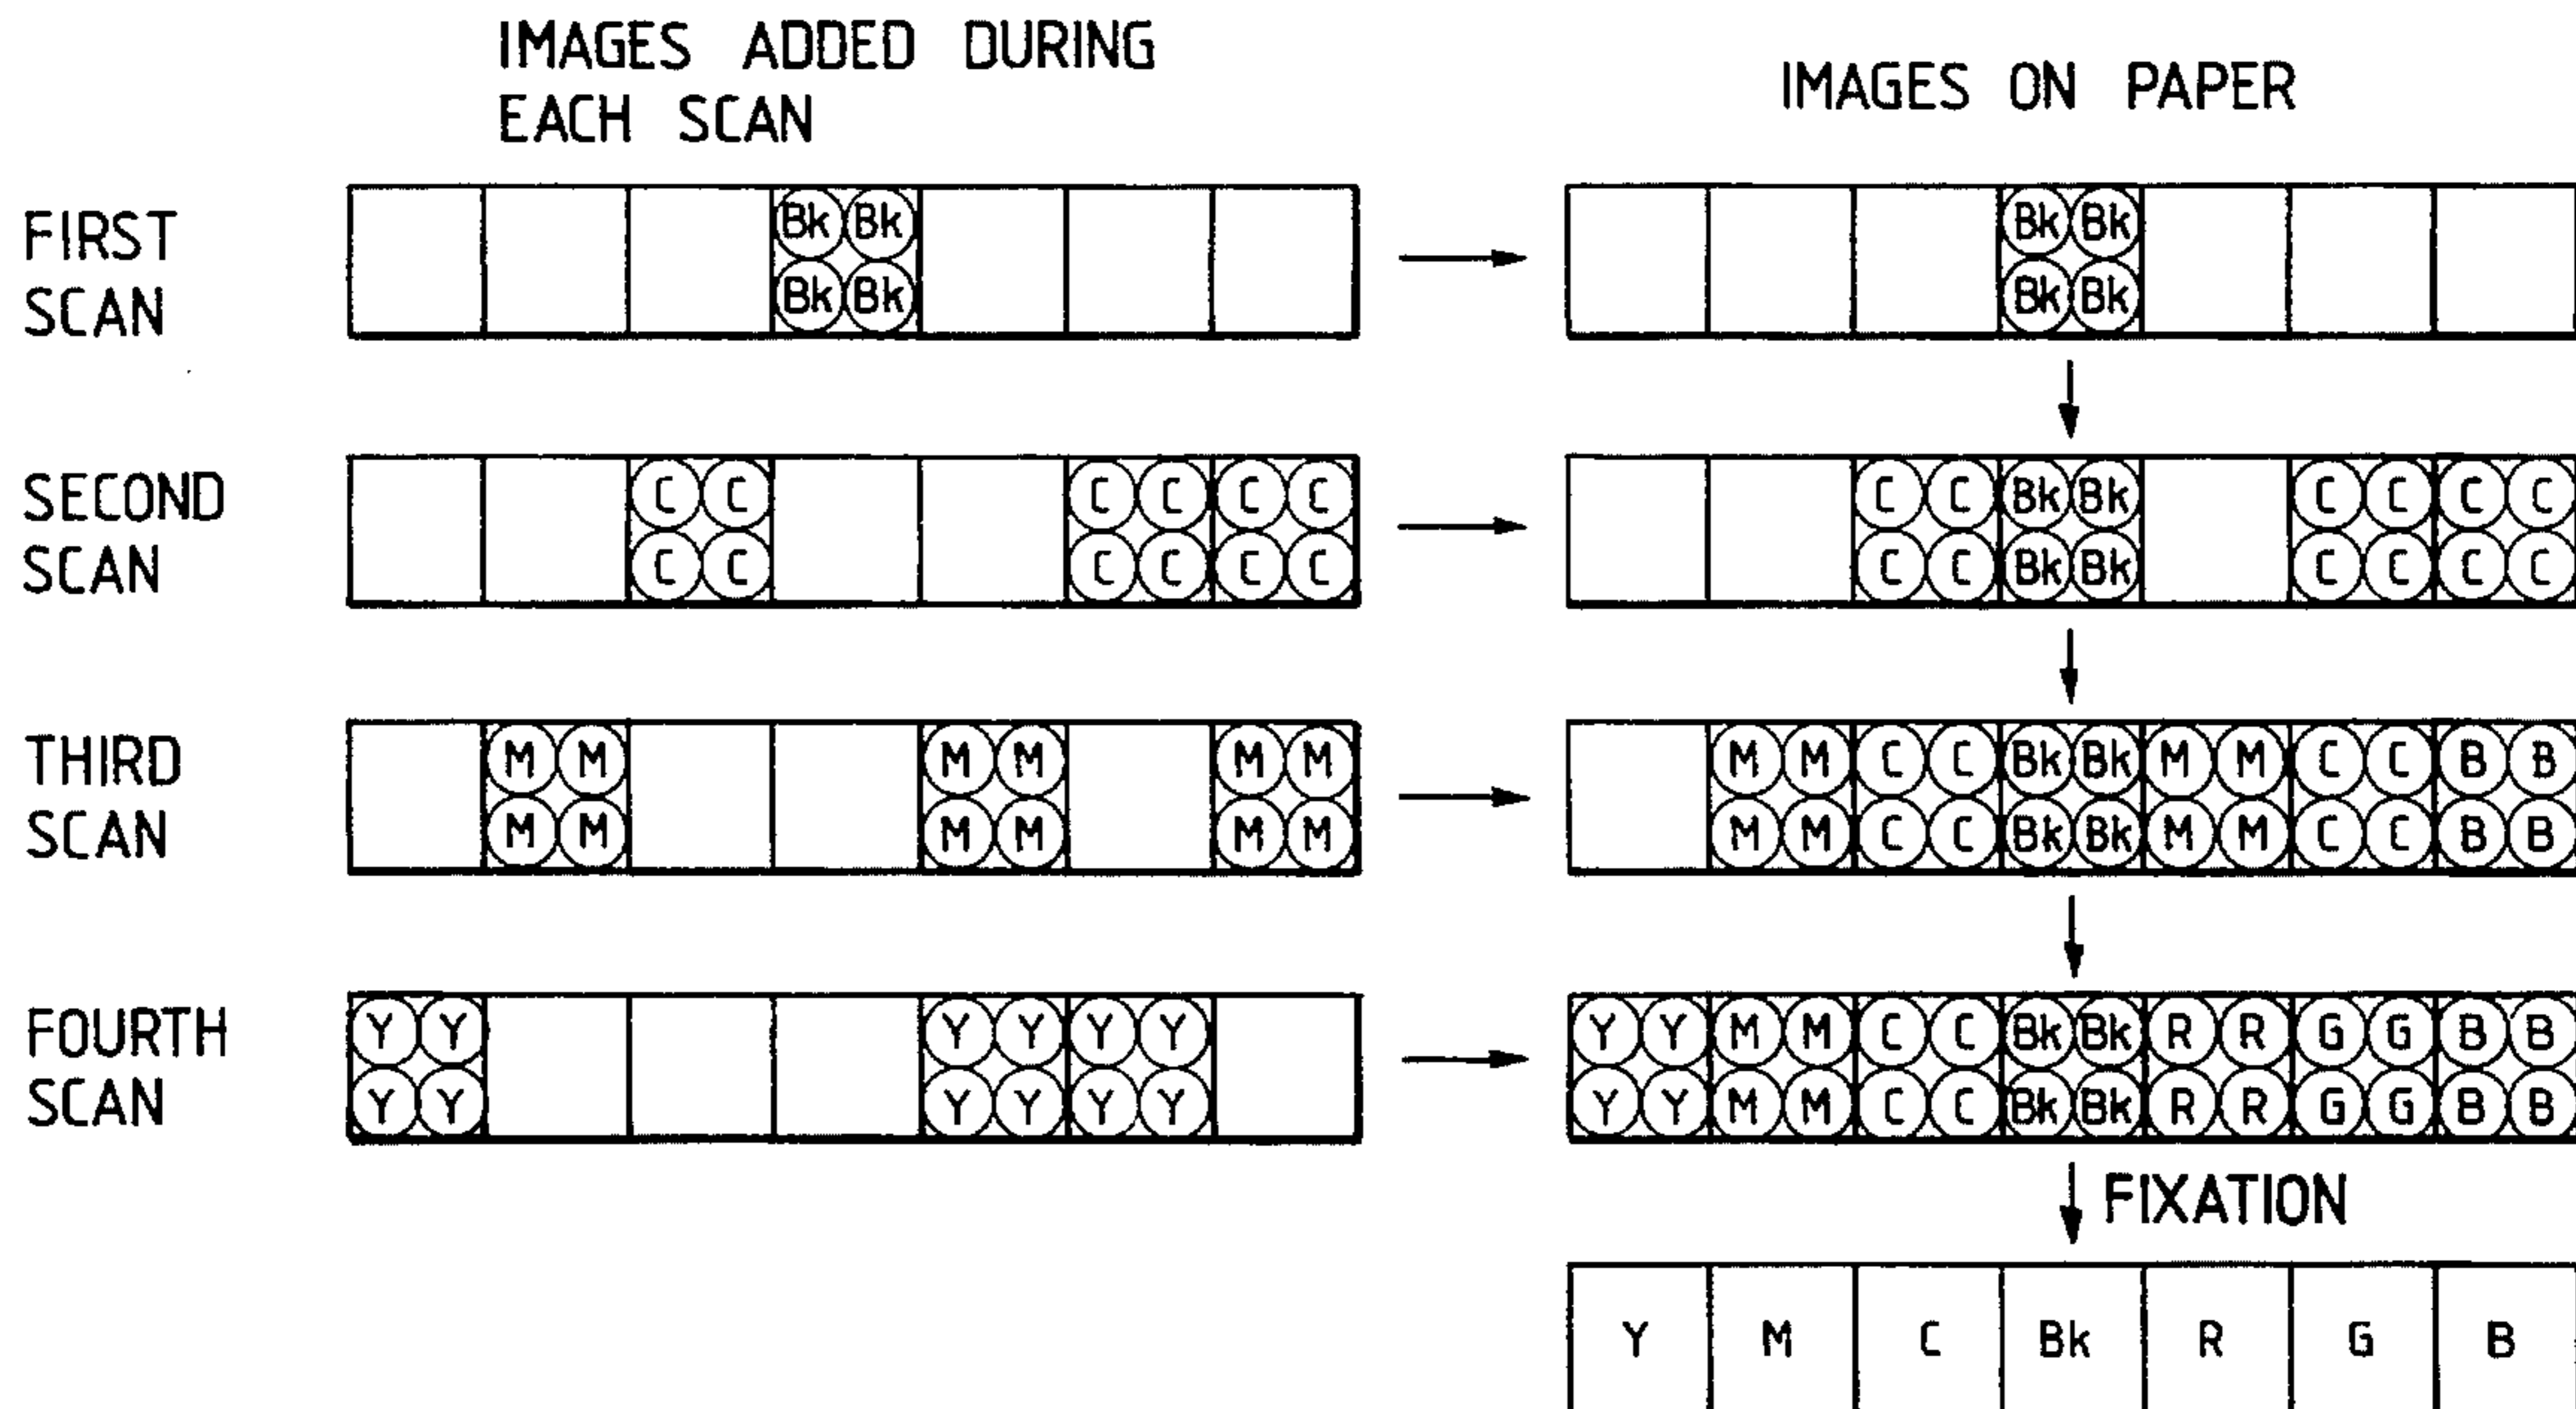 IMAGES ADDED DURING
EACH SCAN
IMAGES ON PAPER
FIRST
SCAN
Bk Bk
Bk Bk
Bk Bk
Bk Bk
SECOND
SCAN
C C C C C C
C C C C C C
C C Bk Bk C C C C
C C Bk Bk C C C C
THIRD
SCAN
M M M M M M
M M M M M M
M M C C Bk Bk M M C C B B
M M C C Bk Bk M M C C B B
FOURTH
SCAN
Y Y Y Y Y Y
Y Y Y Y Y Y
Y Y M M C C Bk Bk R R G G B B
Y Y M M C C Bk Bk R R G G B B
FIXATION
Y M C Bk R G B